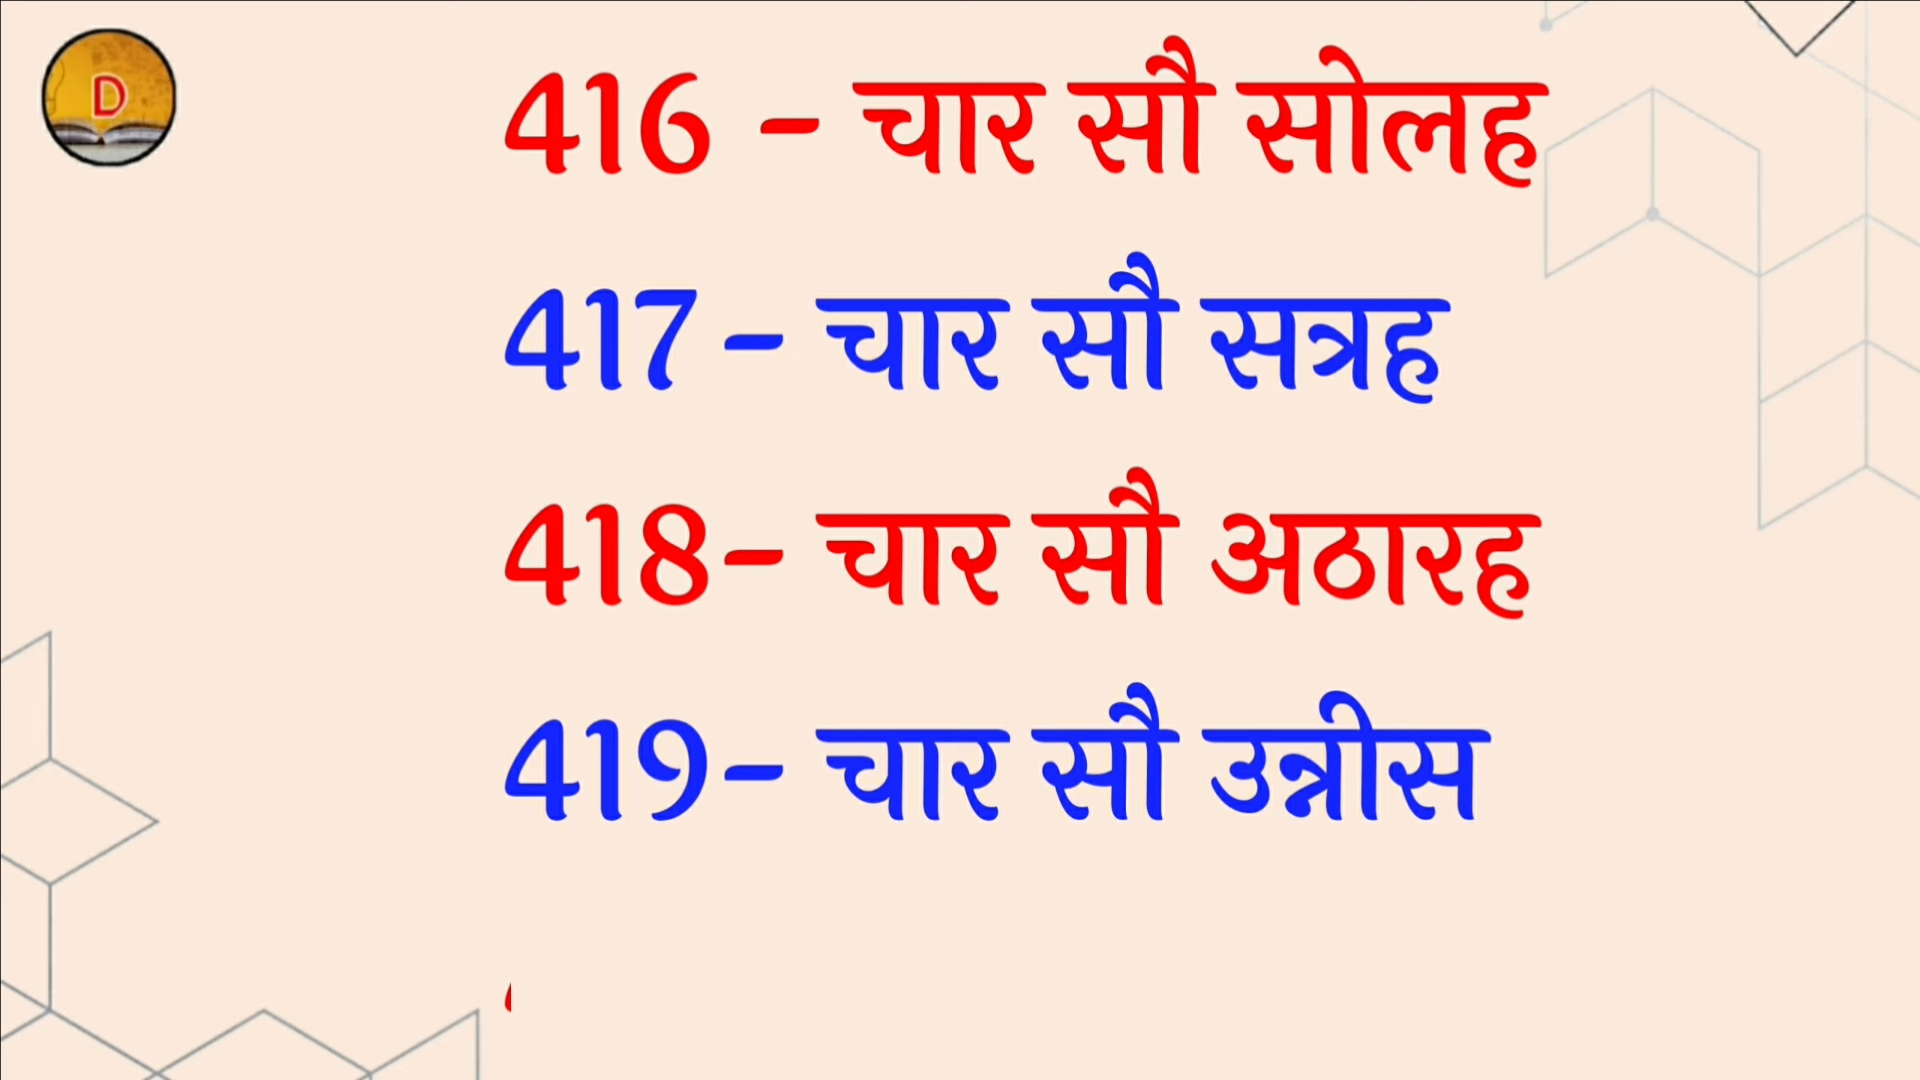 D
416 - चार सौ सोलह
417- चार सौ सत्रह
418- चार सौ अठारह
419- चार सौ उन्नीस